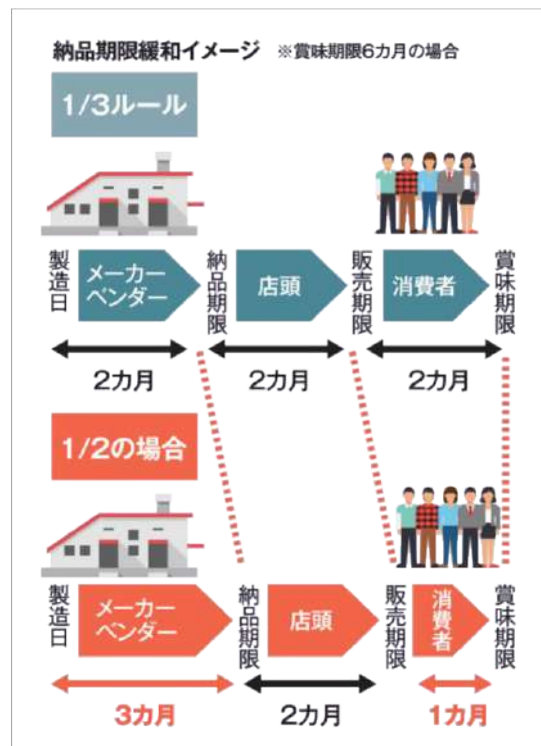 納品期限緩和イメージ ※賞味期限6カ月の場合
1/3ルール
製造日
メーカー
ベンダー
納品期限
店頭
販売期限
消費者
賞味期限
2カ月
2カ月
2カ月
1/2の場合
製造日
メーカー
ベンダー
納品期限
店頭
販売期限
消費者
賞味期限
3カ月
2カ月
1カ月